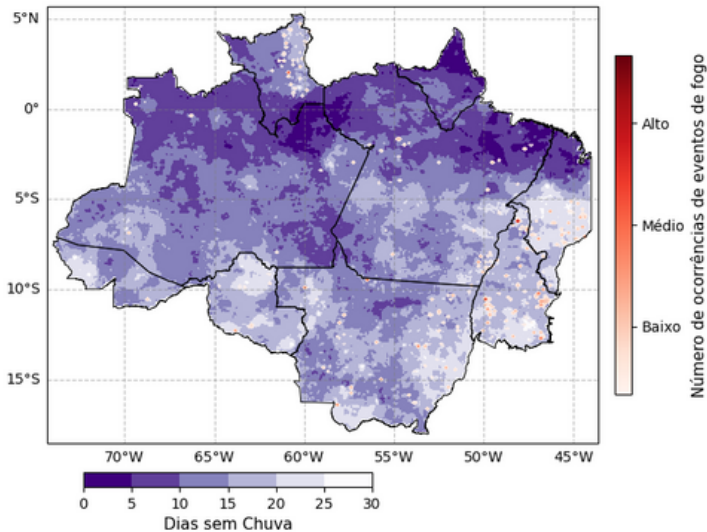 5°N
0°
5°S
10°S
15°S
70°W 65°W 60°W 55°W 50°W 45°W
0 5 10 15 20 25 30
Dias sem Chuva
Alto
Médio
Baixo
Número de ocorrências de eventos de fogo